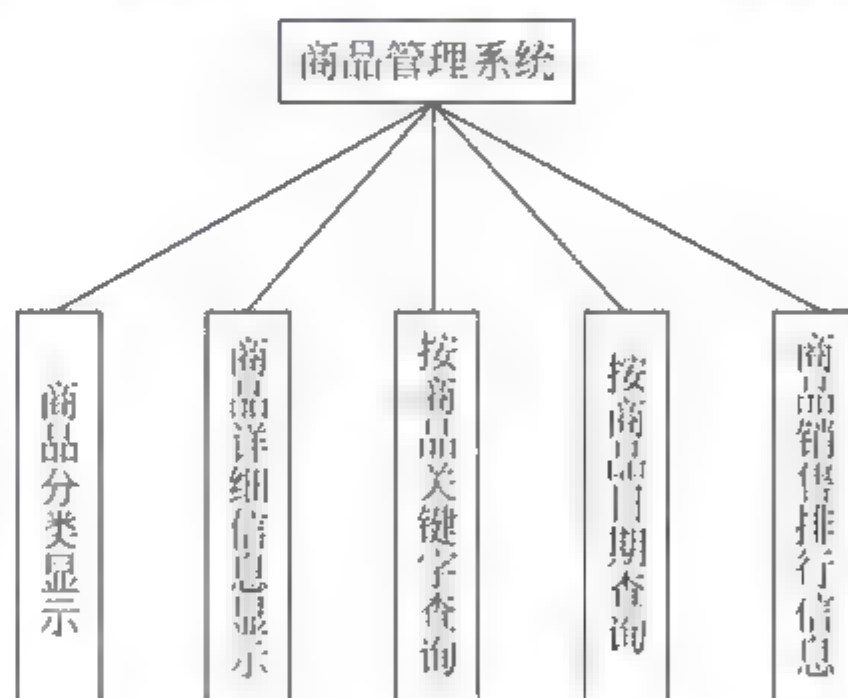 商品管理系统
商品分类显示
商品详细信息显示
按商品关键字查询
按商品日期查询
商品销售排行信息